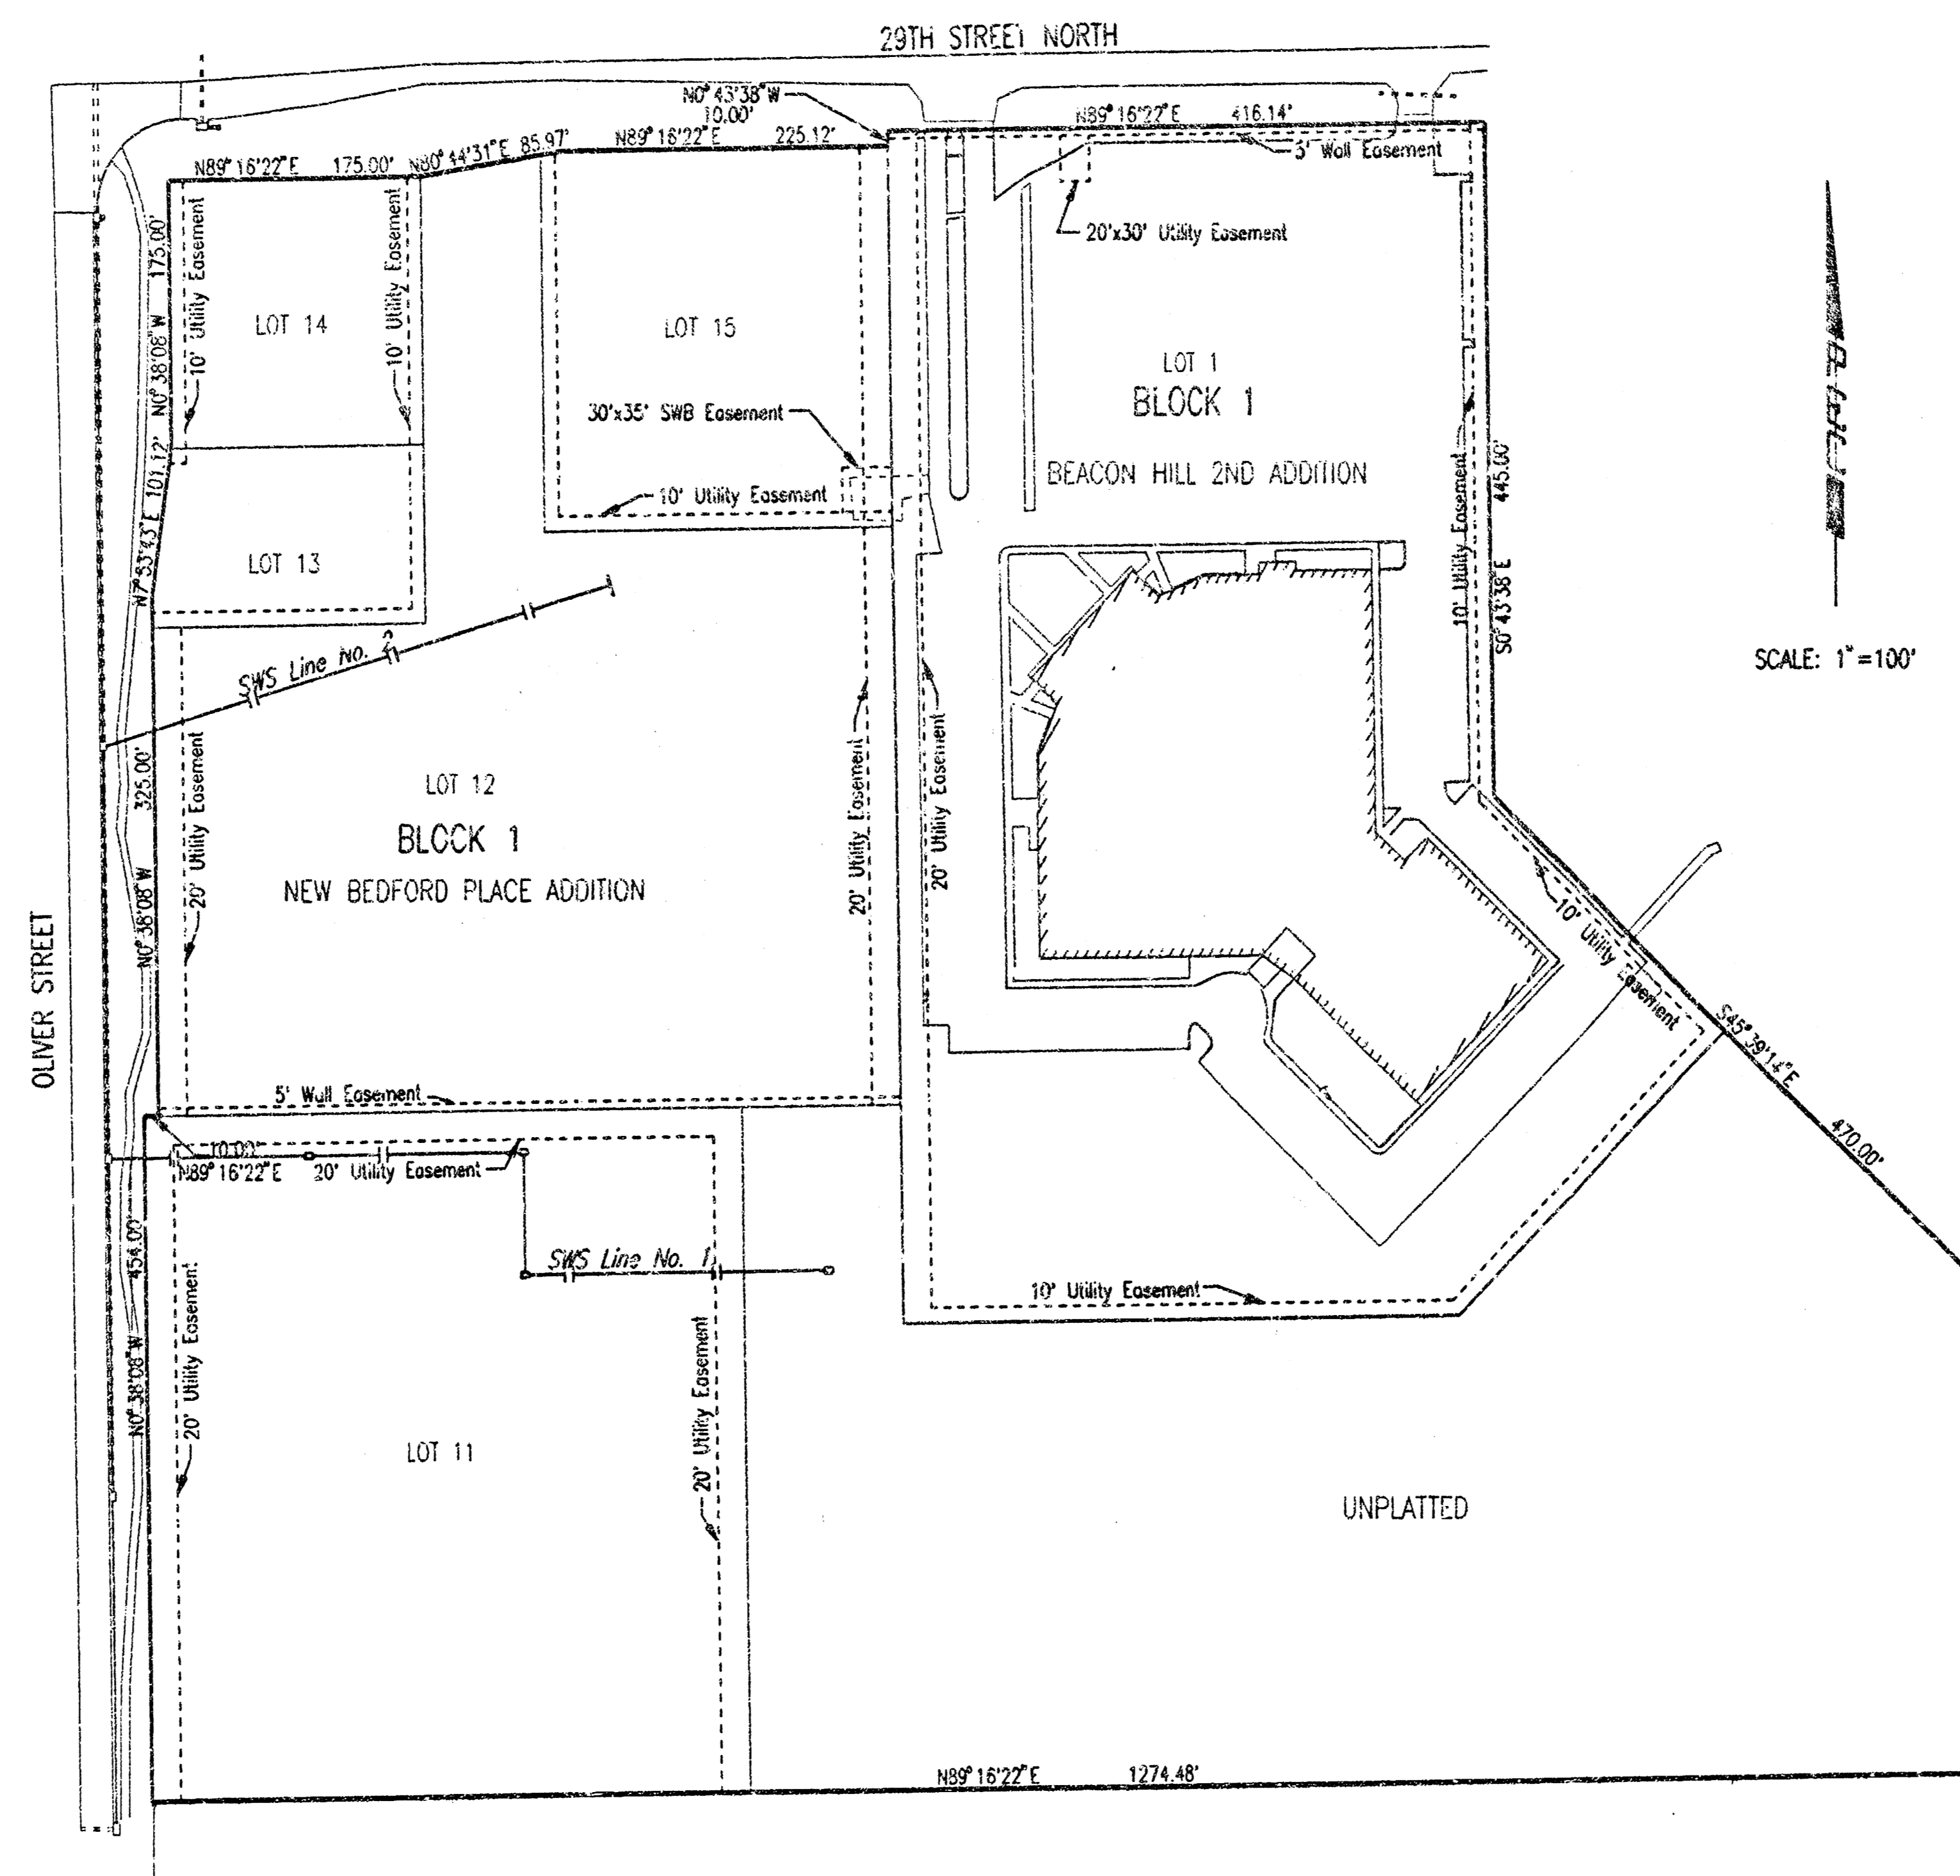 29TH STREET NORTH
N0°43'38"W
10.00'
N89°16'22"E 416.14'
5' Wall Easement
N89°16'22"E 225.12'
N80°44'31"E 85.97'
N89°16'22"E 175.00'
20'x30' Utility Easement
10' Utility Easement
10' Utility Easement
LOT 14
LOT 15
N0°38'08"W 175.00'
30'x35' SWB Easement
10' Utility Easement
LOT 1
BLOCK 1
BEACON HILL 2ND ADDITION
10' Utility Easement
S0°43'38"E 445.00'
SCALE: 1"=100'
N7°53'43"E 101.12'
LOT 13
SWS Line No. 2
20' Utility Easement
N0°38'08"W 325.00'
LOT 12
BLOCK 1
NEW BEDFORD PLACE ADDITION
20' Utility Easement
20' Utility Easement
10' Utility Easement
S45°39'14"E 470.00'
OLIVER STREET
5' Wall Easement
10.00'
N89°16'22"E
20' Utility Easement
SWS Line No. 1
10' Utility Easement
N0°38'08"W 454.00'
20' Utility Easement
20' Utility Easement
LOT 11
UNPLATTED
N89°16'22"E 1274.48'